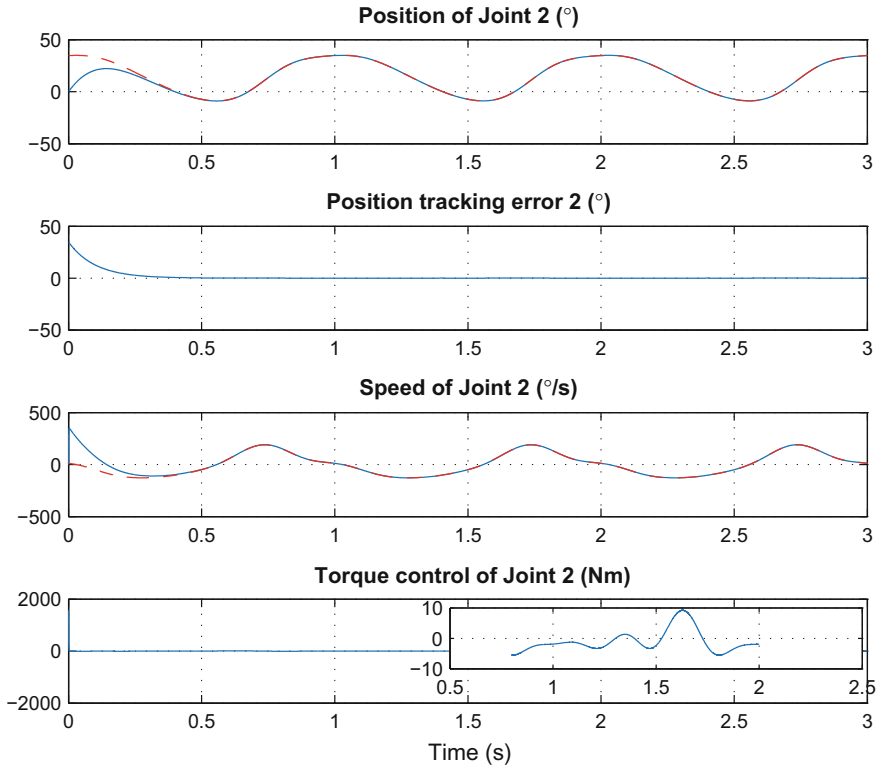 Position of Joint 2 (°)
50
0
−50
0 0.5 1 1.5 2 2.5 3
Position tracking error 2 (°)
50
0
−50
0 0.5 1 1.5 2 2.5 3
Speed of Joint 2 (°/s)
500
0
−500
0 0.5 1 1.5 2 2.5 3
Torque control of Joint 2 (Nm)
2000
0
−2000
10
0
−10
0.5 1 1.5 2 2.5
0 0.5 1 1.5 2 2.5 3
Time (s)